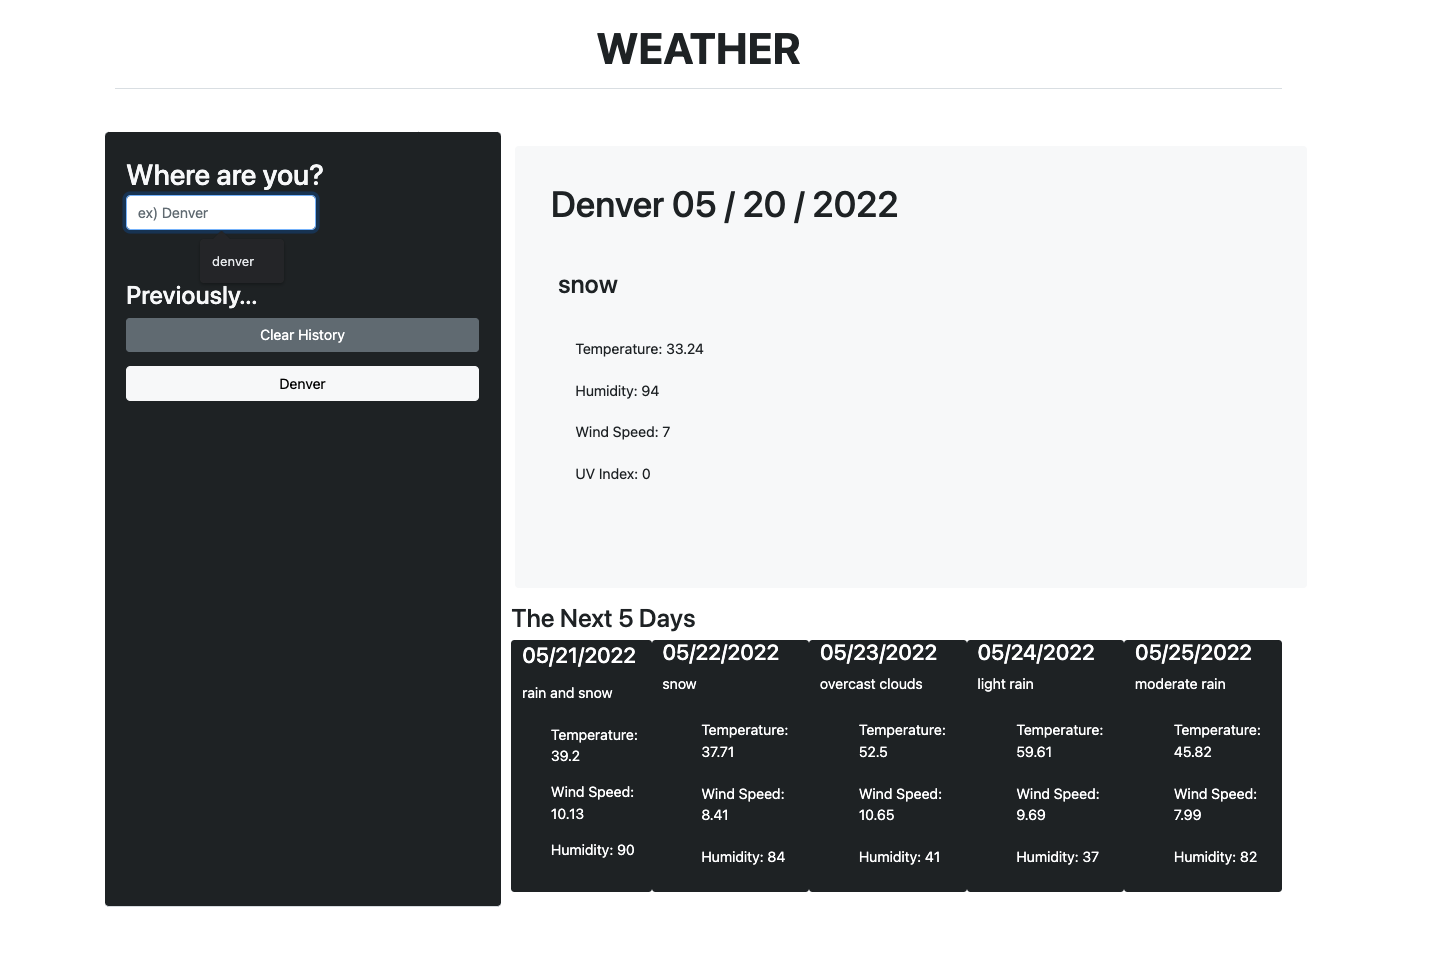 WEATHER
Where are you?
ex) Denver
denver
Previously...
Clear History
Denver
Denver 05 / 20 / 2022
snow
Temperature: 33.24
Humidity: 94
Wind Speed: 7
UV Index: 0
The Next 5 Days
05/21/2022
rain and snow
Temperature:
39.2
Wind Speed:
10.13
Humidity: 90
05/22/2022
snow
Temperature:
37.71
Wind Speed:
8.41
Humidity: 84
05/23/2022
overcast clouds
Temperature:
52.5
Wind Speed:
10.65
Humidity: 41
05/24/2022
light rain
Temperature:
59.61
Wind Speed:
9.69
Humidity: 37
05/25/2022
moderate rain
Temperature:
45.82
Wind Speed:
7.99
Humidity: 82